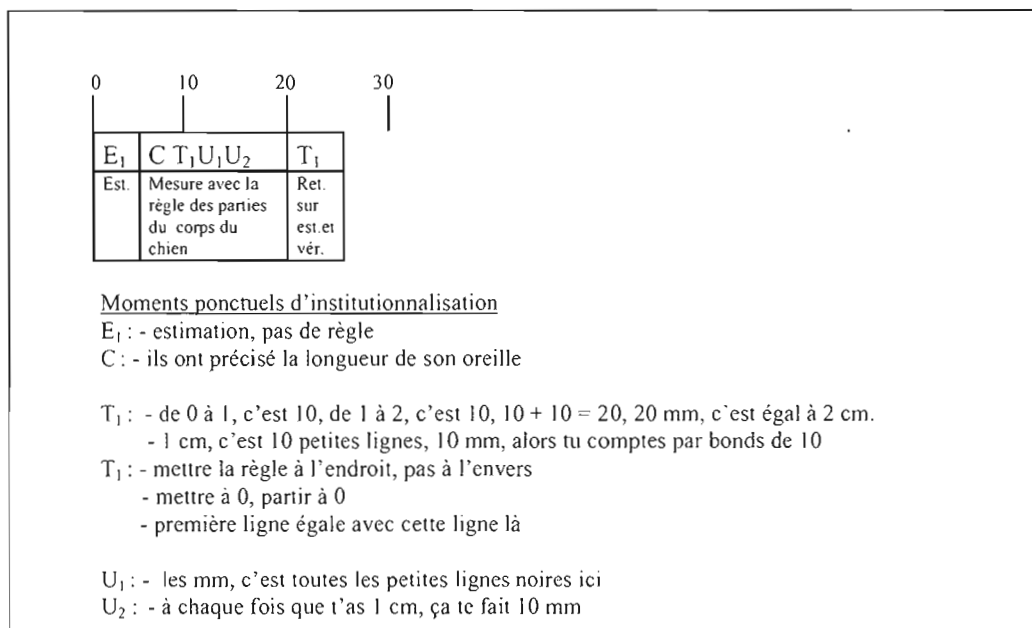 0 10 20 30
E₁ C T₁U₁U₂ T₁
Est. Mesure avec la Ret.
règle des parties sur
du corps du est.et
chien vér.
Moments ponctuels d'institutionnalisation
E₁ : - estimation, pas de règle
C : - ils ont précisé la longueur de son oreille
T₁ : - de 0 à 1, c'est 10, de 1 à 2, c'est 10, 10 + 10 = 20, 20 mm, c'est égal à 2 cm.
- 1 cm, c'est 10 petites lignes, 10 mm, alors tu comptes par bonds de 10
T₁ : - mettre la règle à l'endroit, pas à l'envers
- mettre à 0, partir à 0
- première ligne égale avec cette ligne là
U₁ : - les mm, c'est toutes les petites lignes noires ici
U₂ : - à chaque fois que t'as 1 cm, ça te fait 10 mm